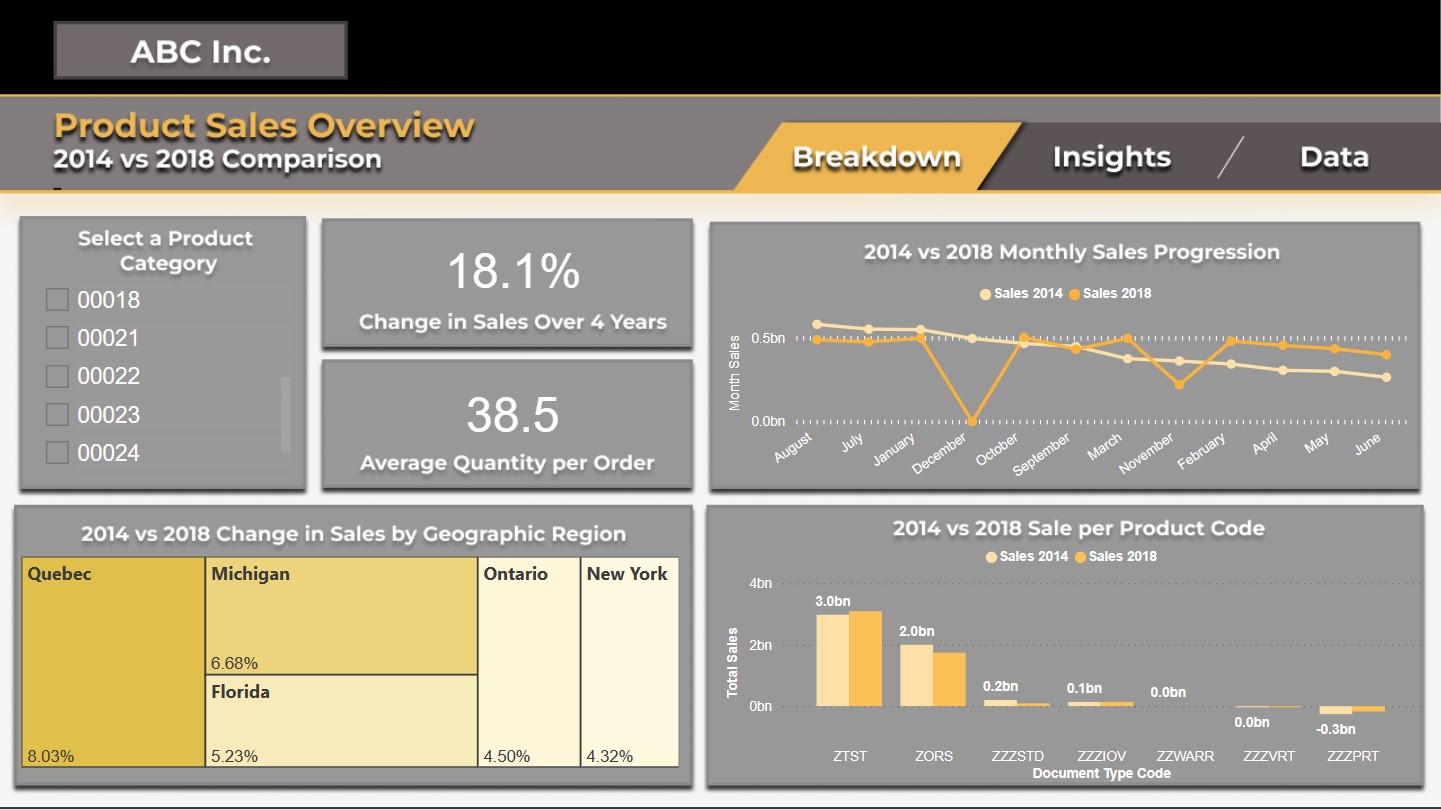 ABC Inc.
Product Sales Overview
2014 vs 2018 Comparison
Breakdown
Insights
Data
Select a Product
Category
00018
00021
00022
00023
00024
18.1%
Change in Sales Over 4 Years
38.5
Average Quantity per Order
2014 vs 2018 Monthly Sales Progression
Sales 2014 Sales 2018
Month Sales
0.5bn
0.0bn
August
July
January
December
October
September
March
November
February
April
May
June
2014 vs 2018 Change in Sales by Geographic Region
Quebec
8.03%
Michigan
6.68%
Florida
5.23%
Ontario
4.50%
New York
4.32%
2014 vs 2018 Sale per Product Code
Sales 2014 Sales 2018
Total Sales
4bn
2bn
0bn
3.0bn
2.0bn
0.2bn
0.1bn
0.0bn
0.0bn
-0.3bn
ZTST
ZORS
ZZZSTD
ZZZIOV
ZZWARR
ZZZVRT
ZZZPRT
Document Type Code